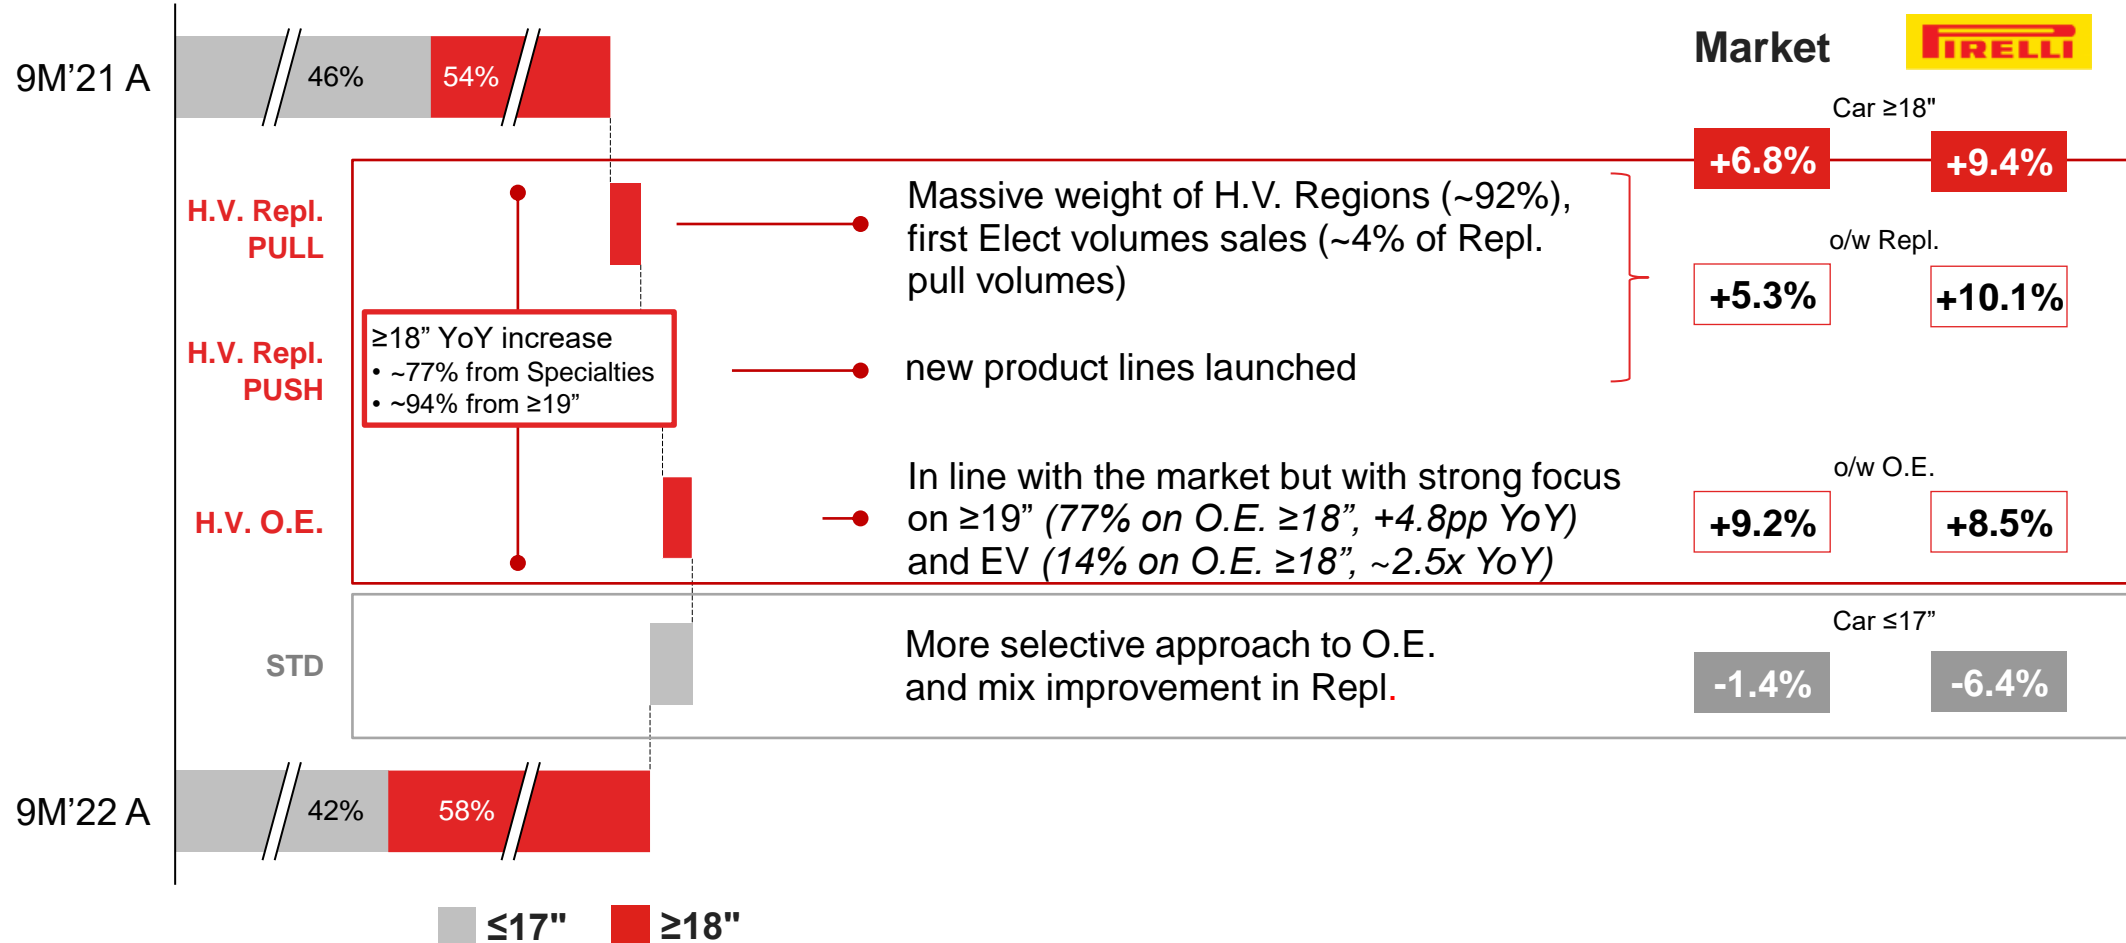 Market
PIRELLI
9M'21 A
46%
54%
Car ≥18"
+6.8%
+9.4%
H.V. Repl.
PULL
Massive weight of H.V. Regions (~92%),
first Elect volumes sales (~4% of Repl.
pull volumes)
o/w Repl.
+5.3%
+10.1%
≥18” YoY increase
• ~77% from Specialties
• ~94% from ≥19”
H.V. Repl.
PUSH
new product lines launched
H.V. O.E.
In line with the market but with strong focus
on ≥19” (77% on O.E. ≥18”, +4.8pp YoY)
and EV (14% on O.E. ≥18”, ~2.5x YoY)
o/w O.E.
+9.2%
+8.5%
STD
More selective approach to O.E.
and mix improvement in Repl.
Car ≤17”
-1.4%
-6.4%
9M’22 A
42%
58%
≤17"
≥18"